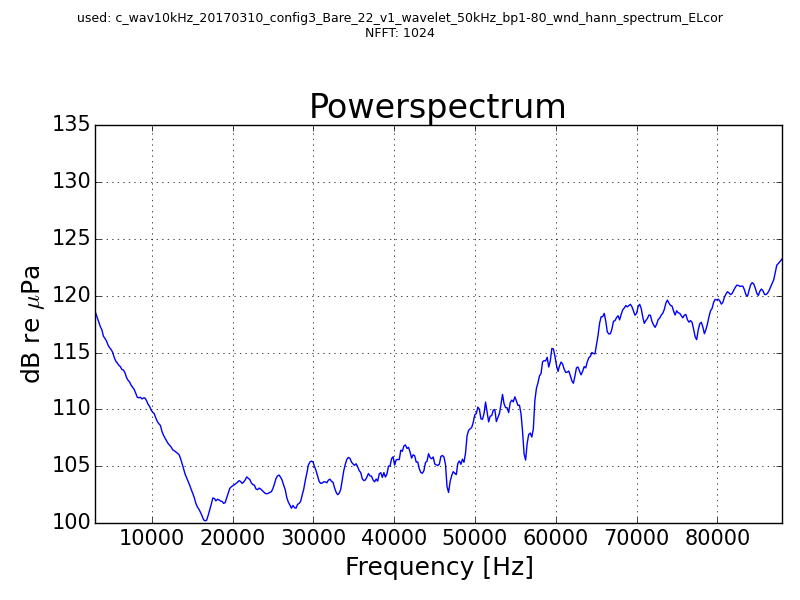 used: c_wav10kHz_20170310_config3_Bare_22_v1_wavelet_50kHz_bp1-80_wnd_hann_spectrum_ELcor
NFFT: 1024
Powerspectrum
135
130
125
120
115
110
105
100
dB re μPa
10000 20000 30000 40000 50000 60000 70000 80000
Frequency [Hz]